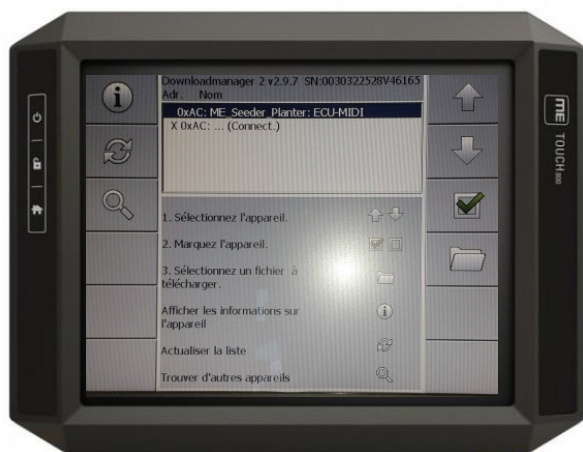 Downloadmanager 2 v2.9.7 SN:0030322528V46165
Adr. Nom
0xAC: ME_Seeder_Planter: ECU-MIDI
X 0xAC: ... (Connect.)
1. Sélectionnez l'appareil.
2. Marquez l'appareil.
3. Sélectionnez un fichier à
télécharger.
Afficher les informations sur
l'appareil
Actualiser la liste
Trouver d'autres appareils
ME
TOUCH